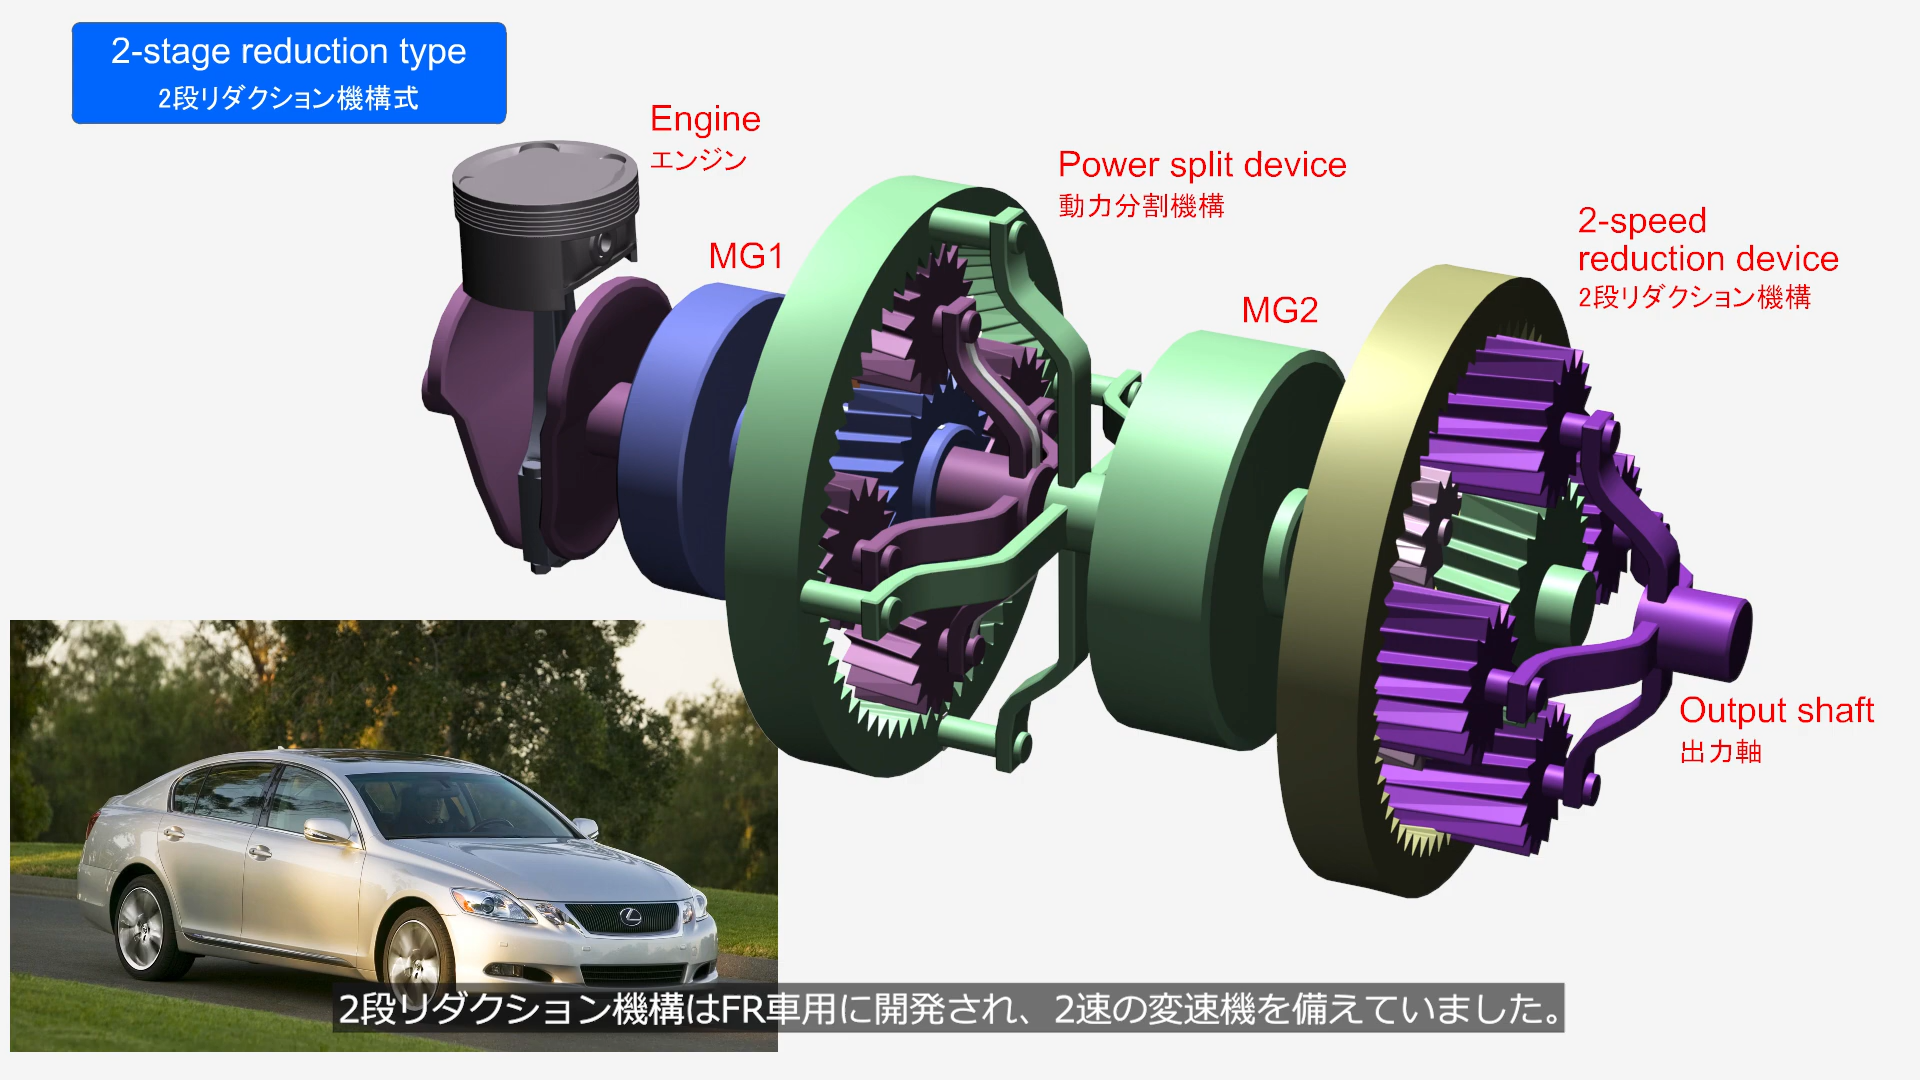 2-stage reduction type
2段リダクション機構式
Engine
エンジン
MG1
Power split device
動力分割機構
MG2
2-speed
reduction device
2段リダクション機構
Output shaft
出力軸
2段リダクション機構はFR車用に開発され、2速の変速機を備えていました。